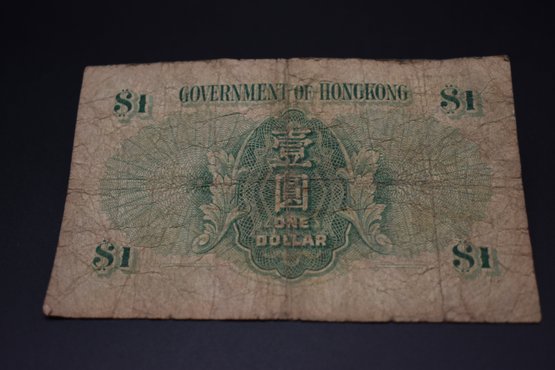 $1 GOVERNMENT OF HONGKONG $1
壹
圓
ONE
DOLLAR
$1 $1